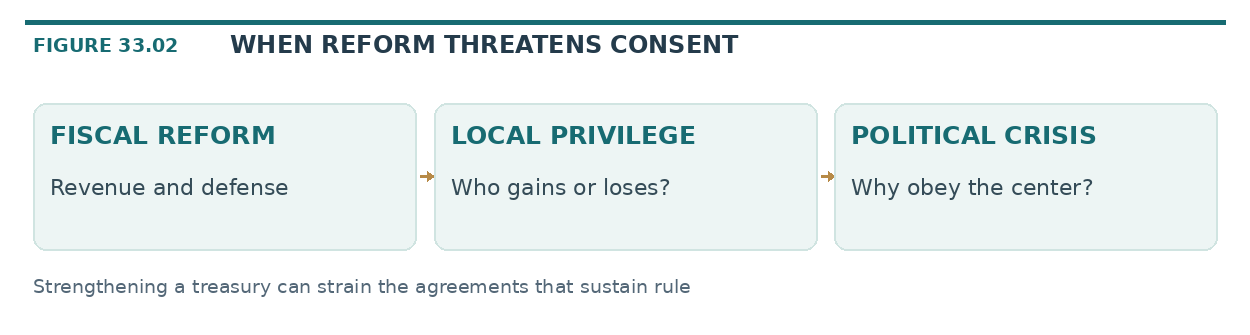 FIGURE 33.02 WHEN REFORM THREATENS CONSENT
FISCAL REFORM
Revenue and defense
LOCAL PRIVILEGE
Who gains or loses?
POLITICAL CRISIS
Why obey the center?
Strengthening a treasury can strain the agreements that sustain rule